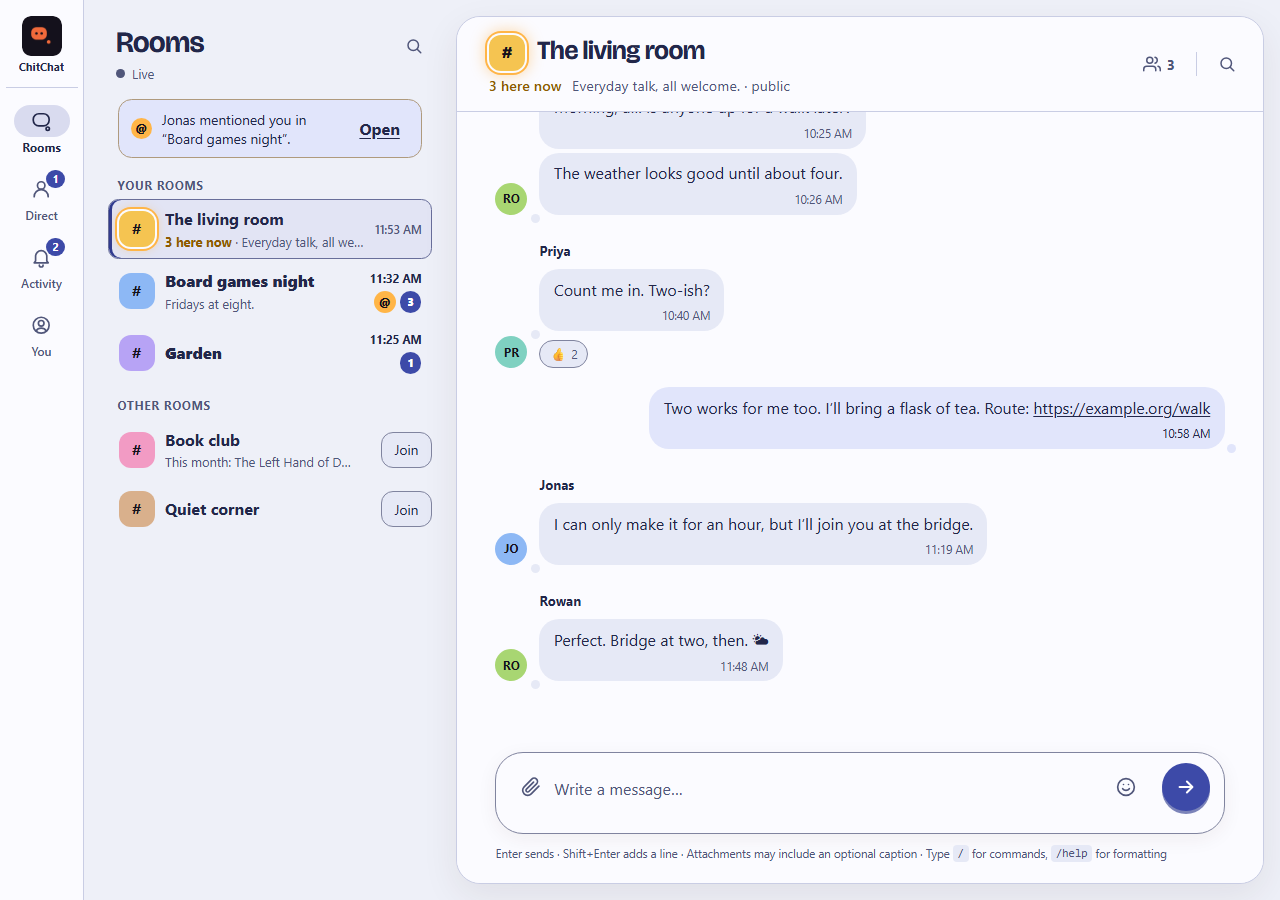 ChitChat
Rooms
1
Direct
2
Activity
You
Rooms
Live
@
Jonas mentioned you in
“Board games night”.
Open
YOUR ROOMS
#
The living room
3 here now · Everyday talk, all we...
11:53 AM
#
Board games night
Fridays at eight.
11:32 AM
@ 3
#
Garden
11:25 AM
1
OTHER ROOMS
#
Book club
This month: The Left Hand of D...
Join
#
Quiet corner
Join
#
The living room
3 here now Everyday talk, all welcome. · public
3
10:25 AM
The weather looks good until about four.
10:26 AM
RO
Priya
Count me in. Two-ish?
10:40 AM
PR
👍 2
Two works for me too. I’ll bring a flask of tea. Route: https://example.org/walk
10:58 AM
Jonas
I can only make it for an hour, but I’ll join you at the bridge.
11:19 AM
JO
Rowan
Perfect. Bridge at two, then. 🌥
11:48 AM
RO
Write a message...
Enter sends · Shift+Enter adds a line · Attachments may include an optional caption · Type / for commands, /help for formatting